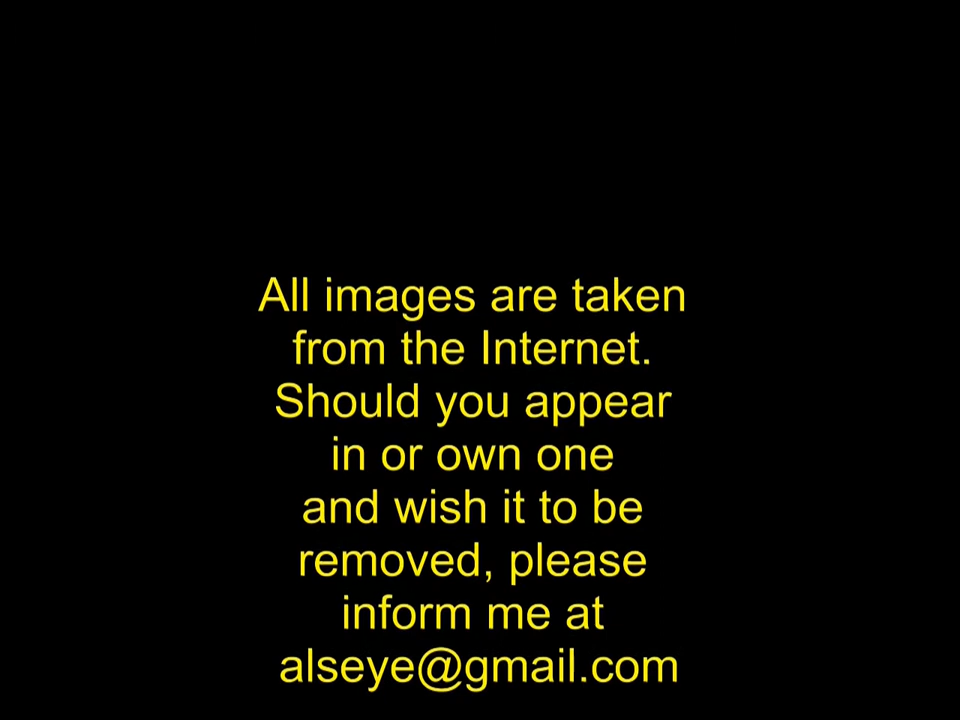 All images are taken
from the Internet.
Should you appear
in or own one
and wish it to be
removed, please
inform me at
alseye@gmail.com